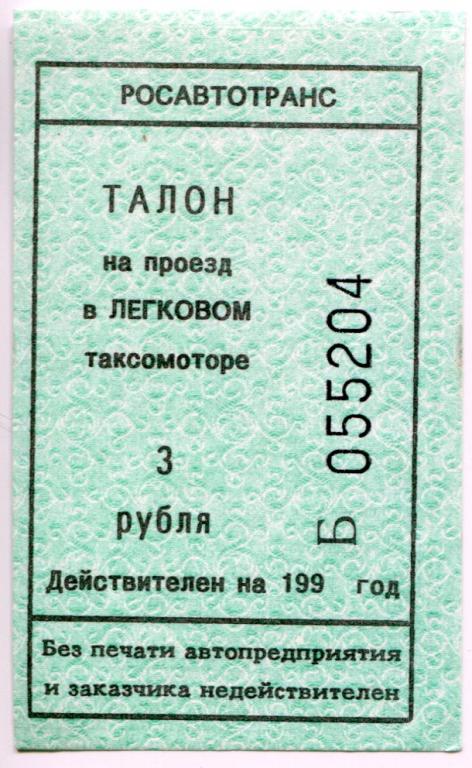 РОСАВТОТРАНС
ТАЛОН
на проезд
в ЛЕГКОВОМ
таксомоторе
3
рубля
Б 055204
Действителен на 199 год
Без печати автопредприятия
и заказчика недействителен